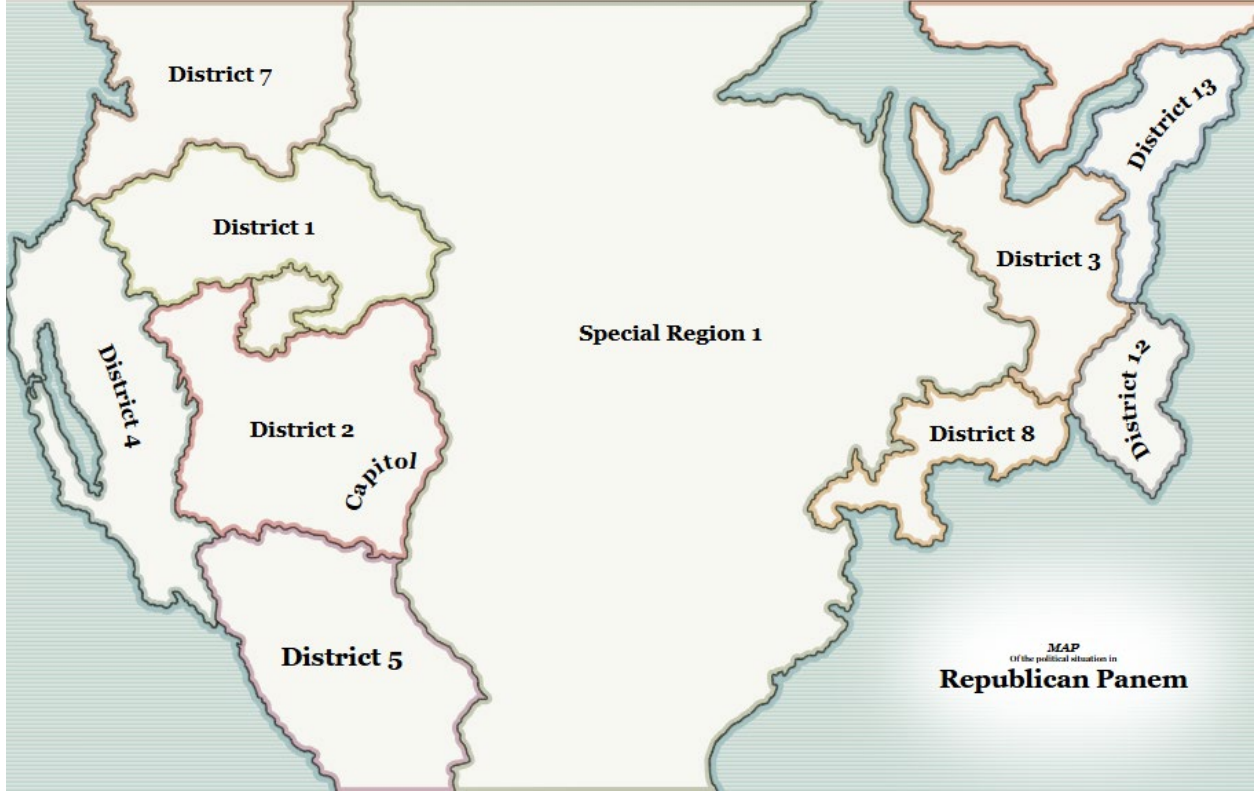 District 7
District 13
District 1
District 3
Special Region 1
District 4
District 12
District 2
District 8
Capitol
District 5
MAP
Of the political situation in
Republican Panem